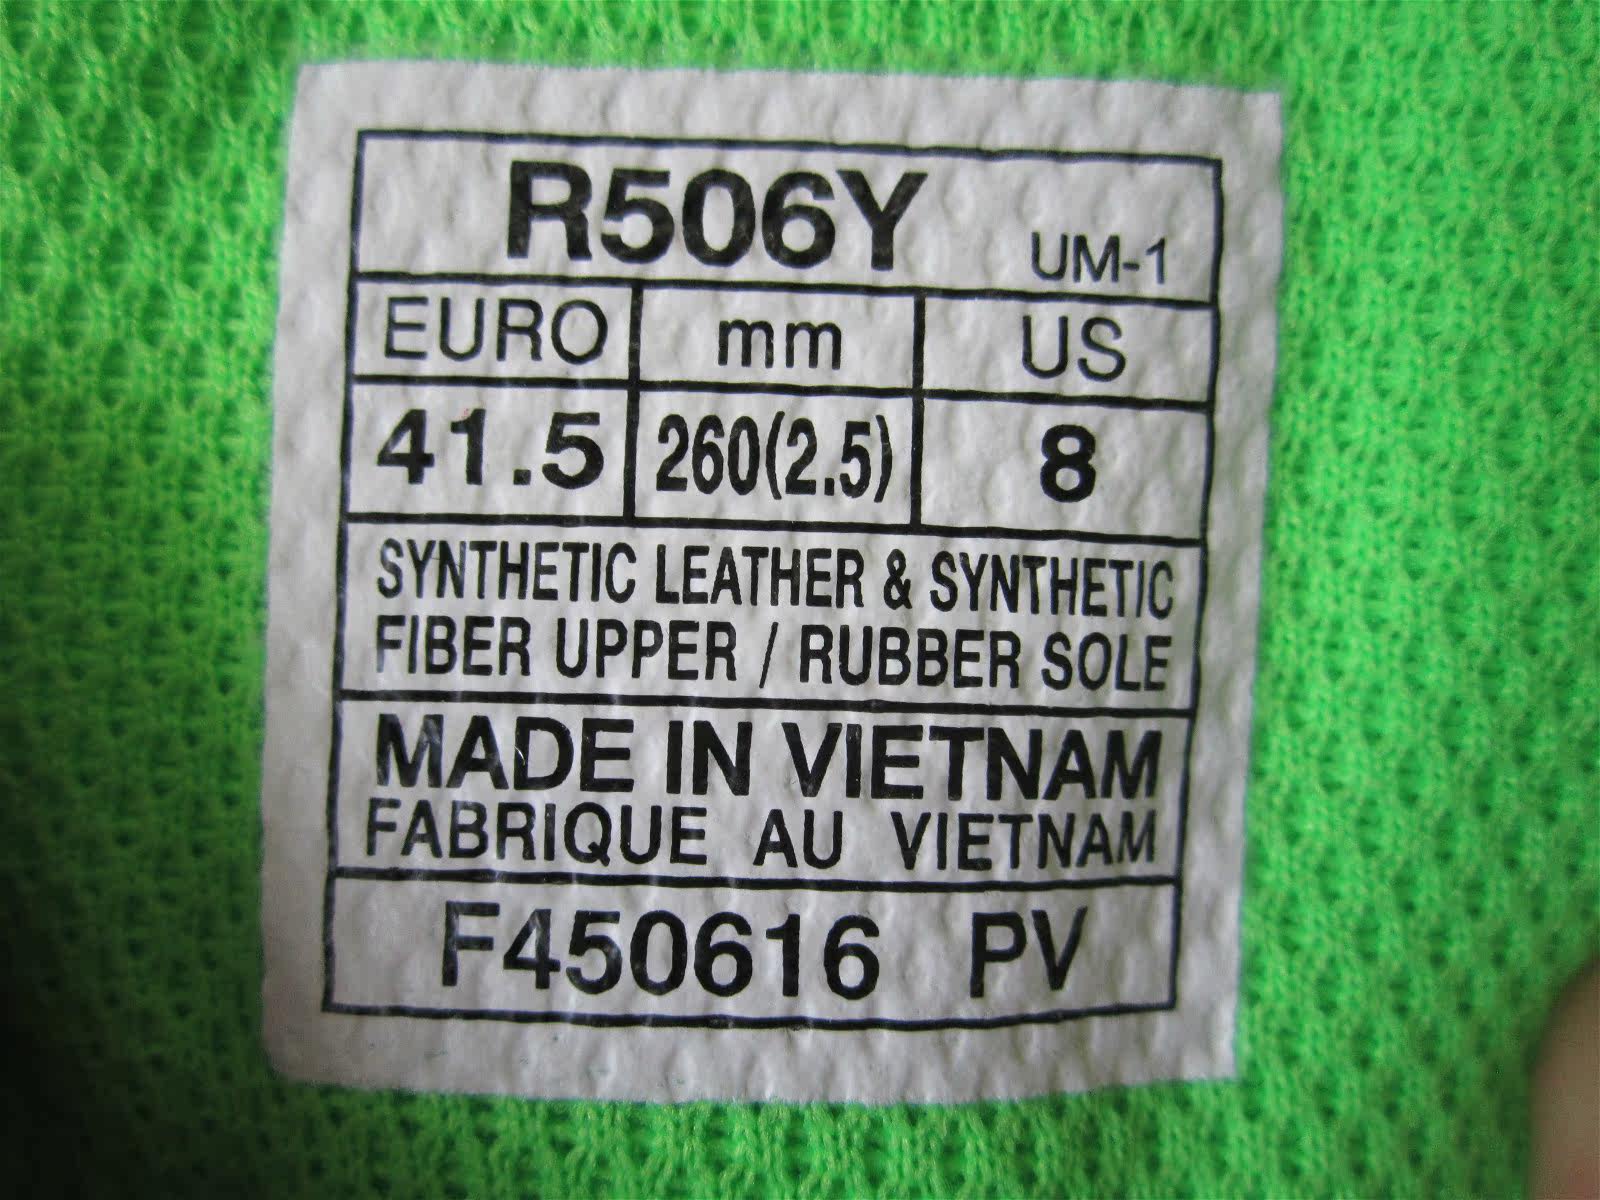 R506Y UM-1
EURO mm US
41.5 260(2.5) 8
SYNTHETIC LEATHER & SYNTHETIC
FIBER UPPER / RUBBER SOLE
MADE IN VIETNAM
FABRIQUE AU VIETNAM
F450616 PV